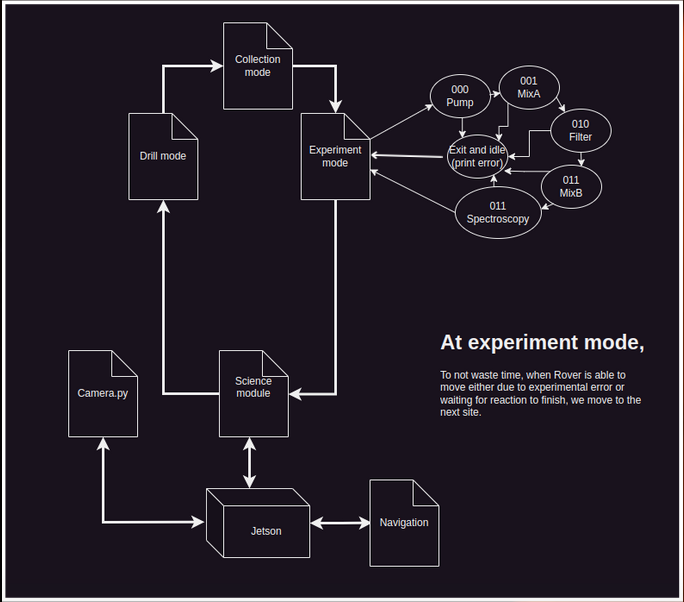 Collection
mode
000
Pump
001
MixA
010
Filter
Drill mode
Experiment
mode
Exit and idle
(print error)
011
MixB
011
Spectroscopy
At experiment mode,
To not waste time, when Rover is able to
move either due to experimental error or
waiting for reaction to finish, we move to the
next site.
Camera.py
Science
module
Jetson
Navigation